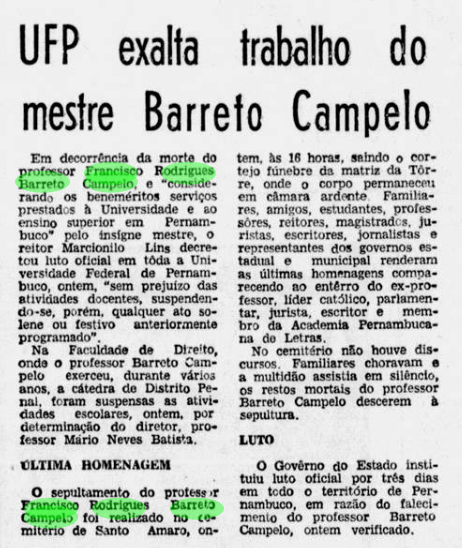 UFP exalta trabalho do
mestre Barreto Campelo
Em decorrência da morte do
professor Francisco Rodrigues
Barreto Campelo, e "conside-
rando os beneméritos serviços
prestados à Universidade e ao
ensino superior em Pernam-
buco" pelo insigne mestre, o
reitor Marcionilo Lins decre-
tou luto oficial em tôda a Uni-
versidade Federal de Pernam-
buco, ontem, "sem prejuízo das
atividades docentes, suspenden-
do-se, porém, qualquer ato so-
lene ou festivo anteriormente
programado".
Na Faculdade de Direito,
onde o professor Barreto Cam-
pelo exerceu, durante vários
anos, a cátedra de Distrito Pe-
nal, foram suspensas as ativi-
dades escolares, ontem, por
determinação do diretor, pro-
fessor Mário Neves Batista.
ÚLTIMA HOMENAGEM
O sepultamento do professor
Francisco Rodrigues Barreto
Campelo foi realizado no ce-
mitério de Santo Amaro, on-
tem, às 16 horas, saindo o cor-
tejo fúnebre da matriz da Tôr-
re, onde o corpo permaneceu
em câmara ardente. Familia-
res, amigos, estudantes, profes-
sôres, reitores, magistrados, ju-
ristas, escritores, jornalistas e
representantes dos governos es-
tadual e municipal renderam
as últimas homenagens compa-
recendo ao entêrro do ex-pro-
fessor, líder católico, parlamen-
tar, jurista, escritor e mem-
bro da Academia Pernambuca-
na de Letras.
No cemitério não houve dis-
cursos. Familiares choravam e
a multidão assistia em silêncio,
os restos mortais do professor
Barreto Campelo descerem à
sepultura.
LUTO
O Govêrno do Estado insti-
tuiu luto oficial por três dias
em todo o território de Per-
nambuco, em razão do faleci-
mento do professor Barreto
Campelo, ontem verificado.